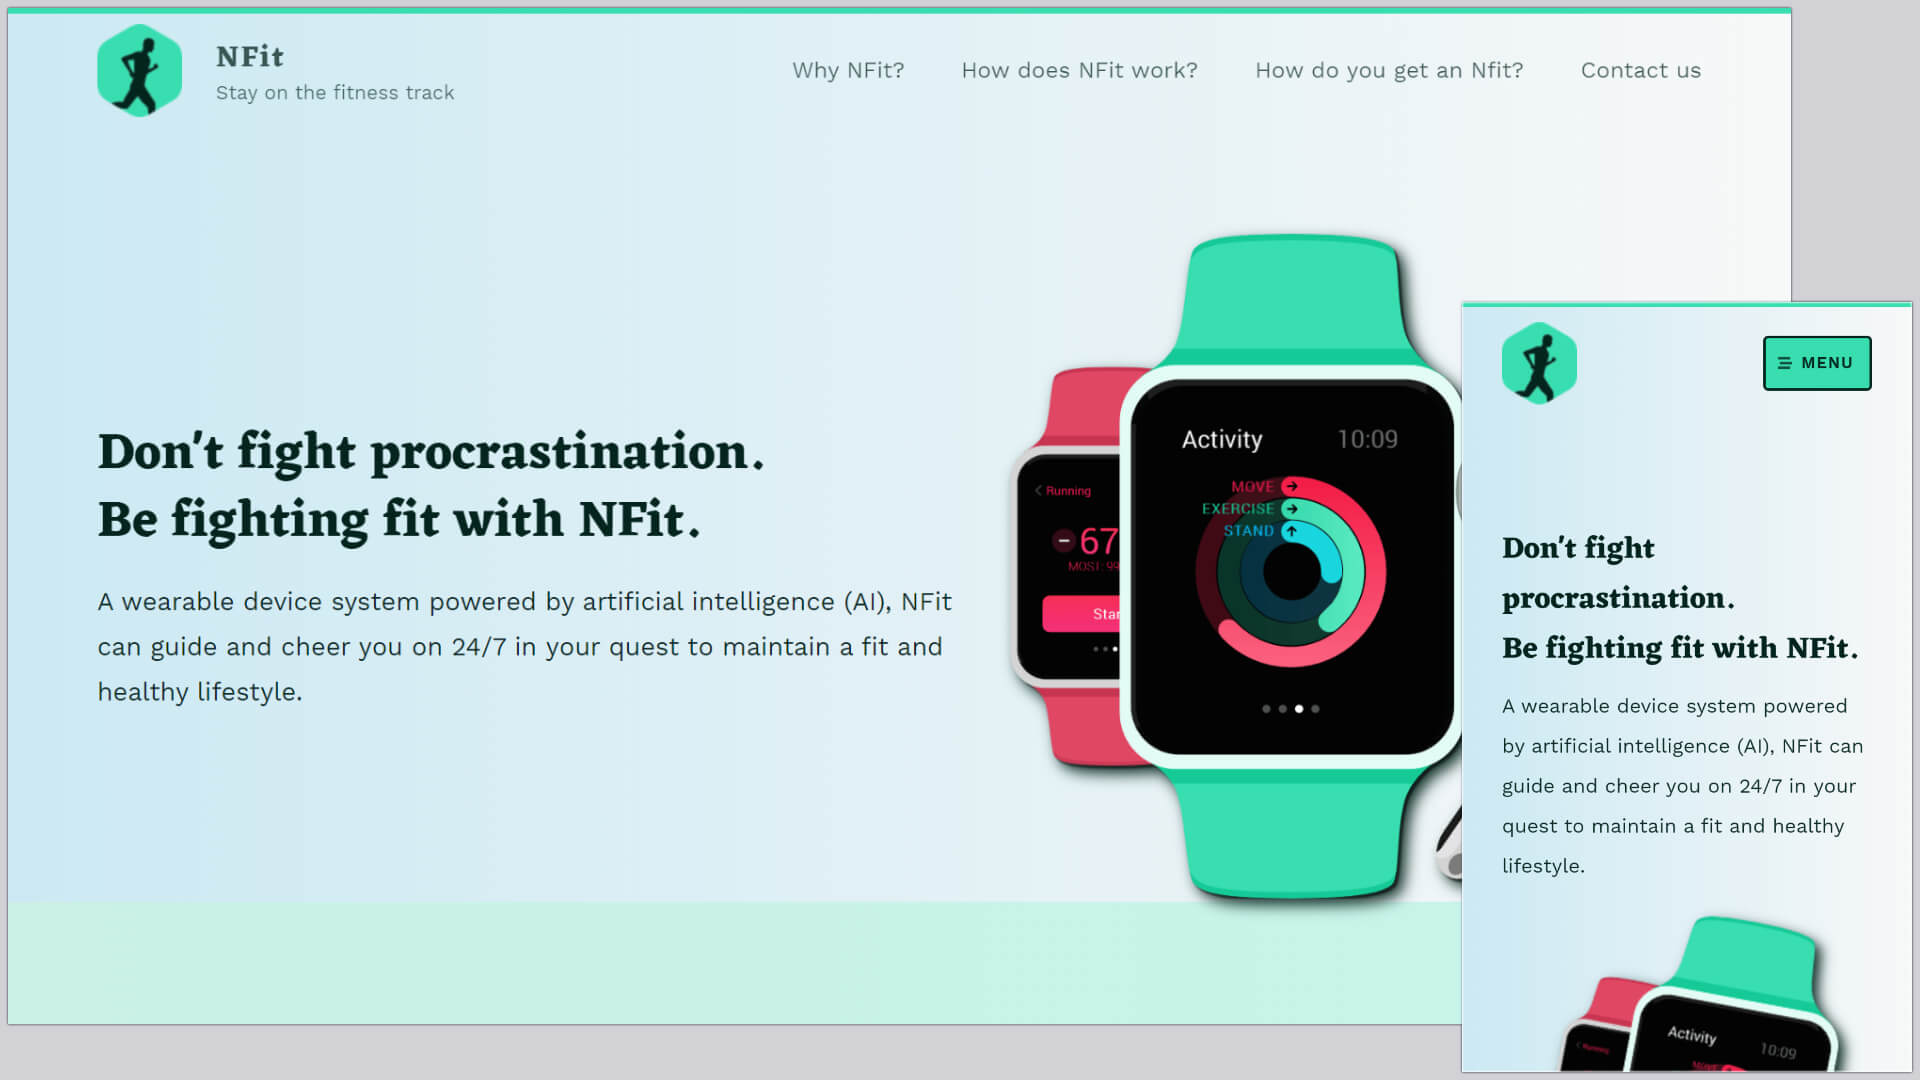 NFit
Stay on the fitness track
Why NFit?
How does NFit work?
How do you get an Nfit?
Contact us
Don't fight procrastination.
Be fighting fit with NFit.
A wearable device system powered by artificial intelligence (AI), NFit
can guide and cheer you on 24/7 in your quest to maintain a fit and
healthy lifestyle.
Running
67
MOST: 99
Star
Activity 10:09
MOVE
EXERCISE
STAND
MENU
Don't fight
procrastination.
Be fighting fit with NFit.
A wearable device system powered
by artificial intelligence (AI), NFit can
guide and cheer you on 24/7 in your
quest to maintain a fit and healthy
lifestyle.
Running
Activity 10:09
MOVE